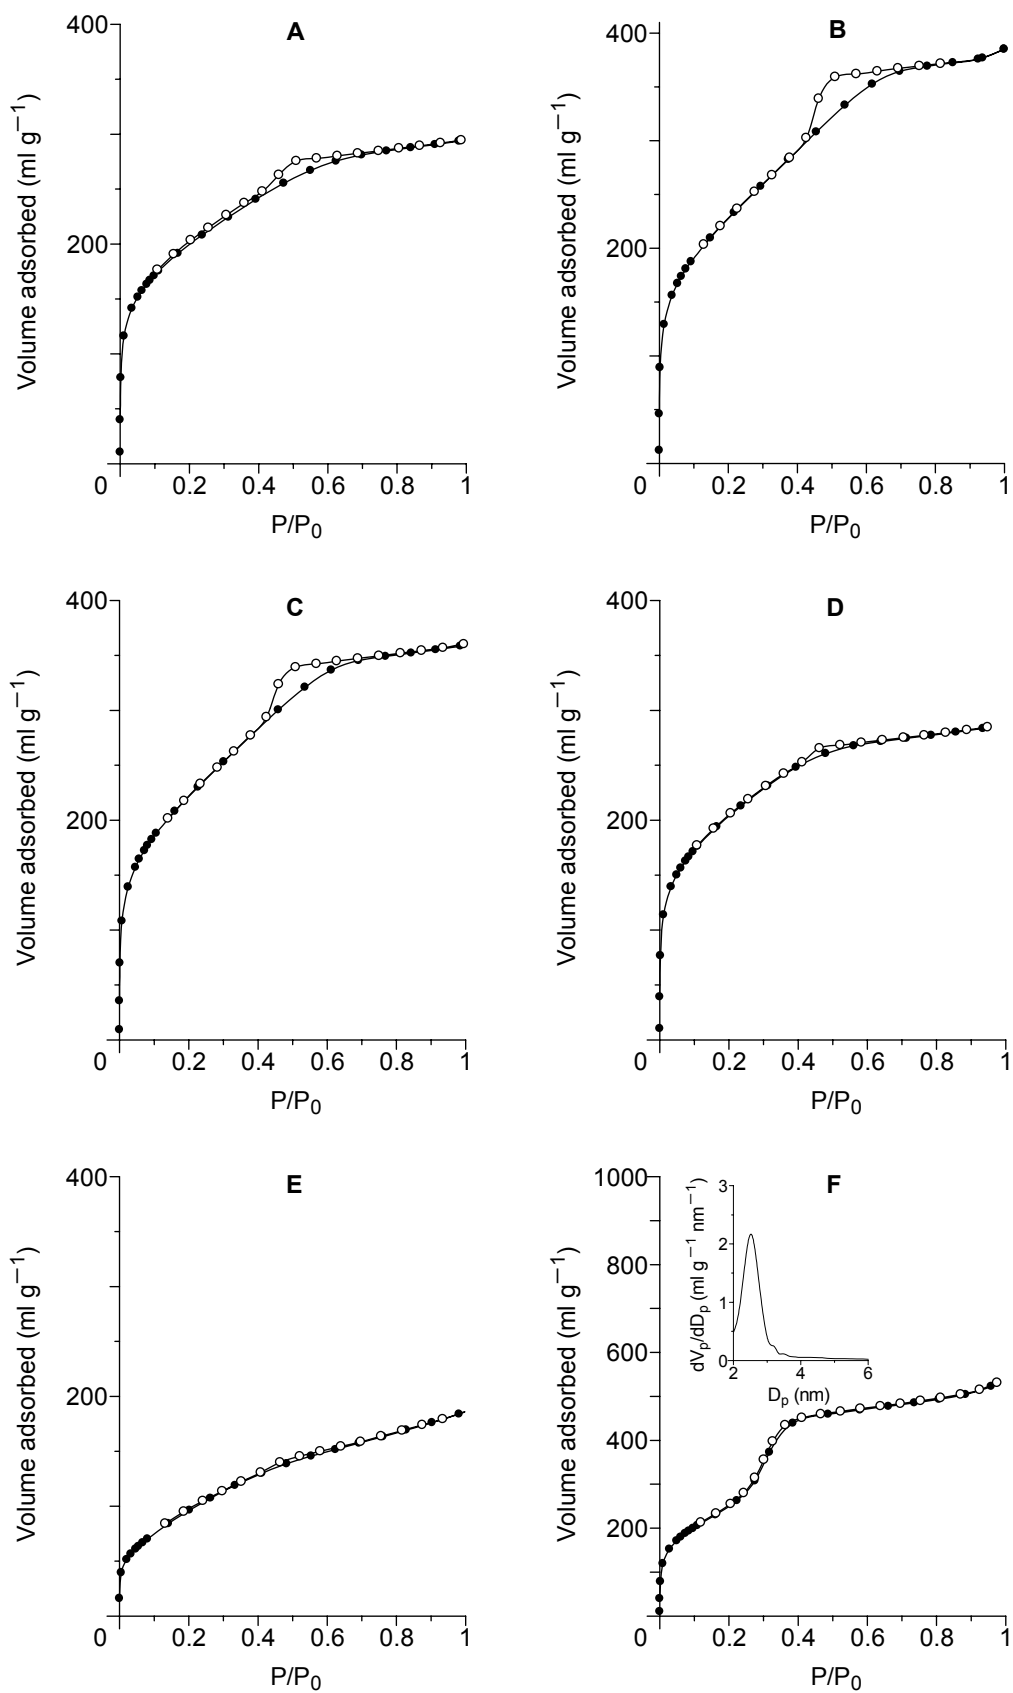 A
Volume adsorbed (ml g⁻¹)
400
200
0 0.2 0.4 0.6 0.8 1
P/P₀
B
Volume adsorbed (ml g⁻¹)
400
200
0 0.2 0.4 0.6 0.8 1
P/P₀
C
Volume adsorbed (ml g⁻¹)
400
200
0 0.2 0.4 0.6 0.8 1
P/P₀
D
Volume adsorbed (ml g⁻¹)
400
200
0 0.2 0.4 0.6 0.8 1
P/P₀
E
Volume adsorbed (ml g⁻¹)
400
200
0 0.2 0.4 0.6 0.8 1
P/P₀
F
Volume adsorbed (ml g⁻¹)
1000
800
600
400
200
0 0.2 0.4 0.6 0.8 1
P/P₀
dVₚ/dDₚ (ml g⁻¹ nm⁻¹)
3
2
1
0
2 4 6
Dₚ (nm)